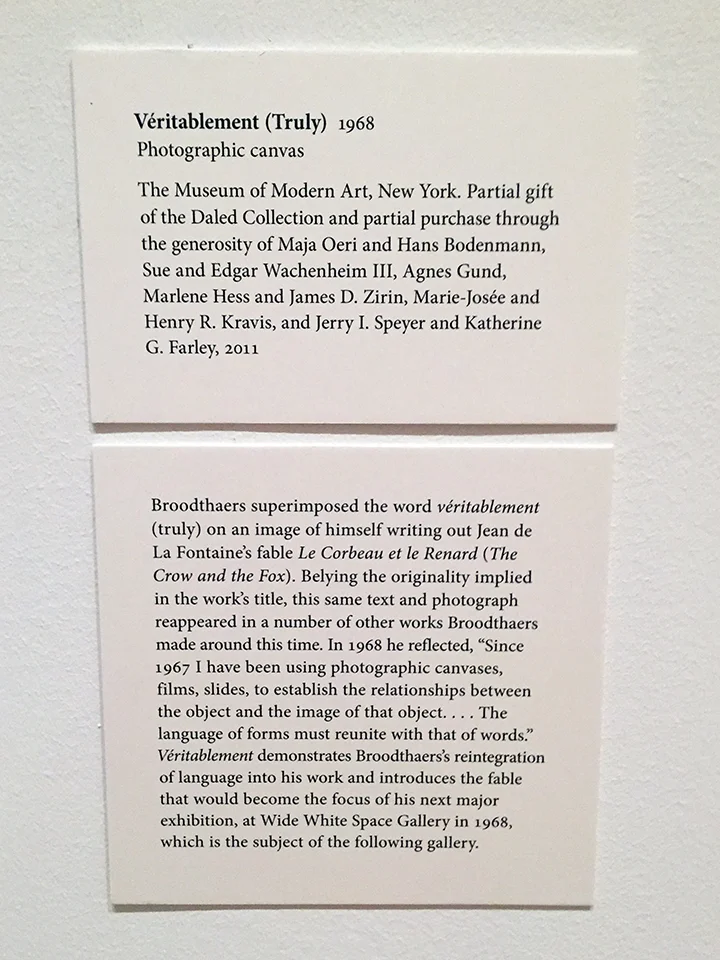 Véritablement (Truly) 1968
Photographic canvas
The Museum of Modern Art, New York. Partial gift
of the Daled Collection and partial purchase through
the generosity of Maja Oeri and Hans Bodenmann,
Sue and Edgar Wachenheim III, Agnes Gund,
Marlene Hess and James D. Zirin, Marie-Josée and
Henry R. Kravis, and Jerry I. Speyer and Katherine
G. Farley, 2011
Broodthaers superimposed the word véritablement
(truly) on an image of himself writing out Jean de
La Fontaine’s fable Le Corbeau et le Renard (The
Crow and the Fox). Belying the originality implied
in the work’s title, this same text and photograph
reappeared in a number of other works Broodthaers
made around this time. In 1968 he reflected, “Since
1967 I have been using photographic canvases,
films, slides, to establish the relationships between
the object and the image of that object. . . . The
language of forms must reunite with that of words.”
Véritablement demonstrates Broodthaers’s reintegration
of language into his work and introduces the fable
that would become the focus of his next major
exhibition, at Wide White Space Gallery in 1968,
which is the subject of the following gallery.